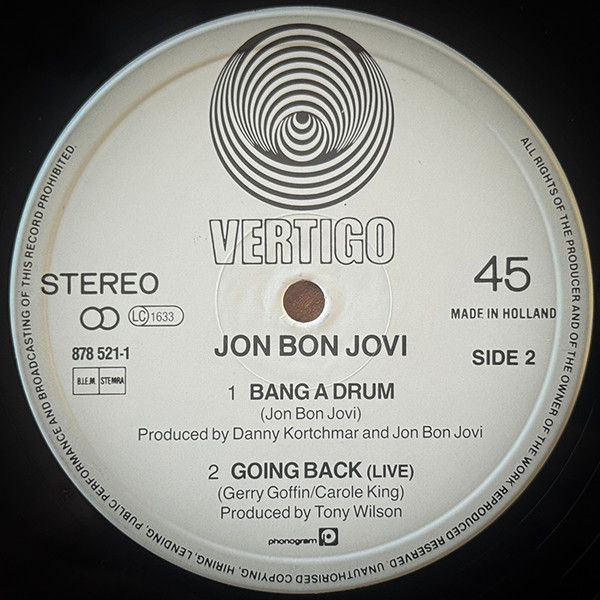 VERTIGO
STEREO
45
LC 1633
MADE IN HOLLAND
878 521-1
SIDE 2
B.I.E.M. STEMRA
JON BON JOVI
1 BANG A DRUM
(Jon Bon Jovi)
Produced by Danny Kortchmar and Jon Bon Jovi
2 GOING BACK (LIVE)
(Gerry Goffin/Carole King)
Produced by Tony Wilson
phonogram
ALL RIGHTS OF THE PRODUCER AND OF THE OWNER OF THE WORK REPRODUCED RESERVED. UNAUTHORISED COPYING, HIRING, LENDING, PUBLIC PERFORMANCE AND BROADCASTING OF THIS RECORD PROHIBITED.